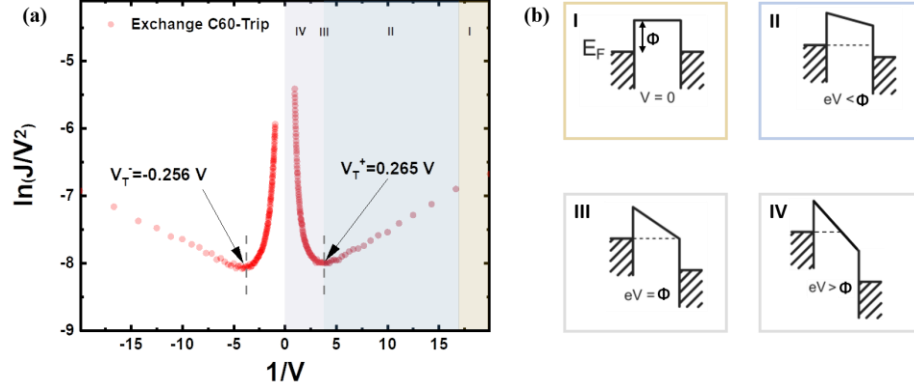 (a)
Exchange C60-Trip
IV
III
II
I
V_T^-=-0.256 V
V_T^+=0.265 V
ln(J/V²)
-5
-6
-7
-8
-9
-15
-10
-5
0
5
10
15
1/V
(b)
I
E_F
Φ
V = 0
II
eV < Φ
III
eV = Φ
IV
eV > Φ